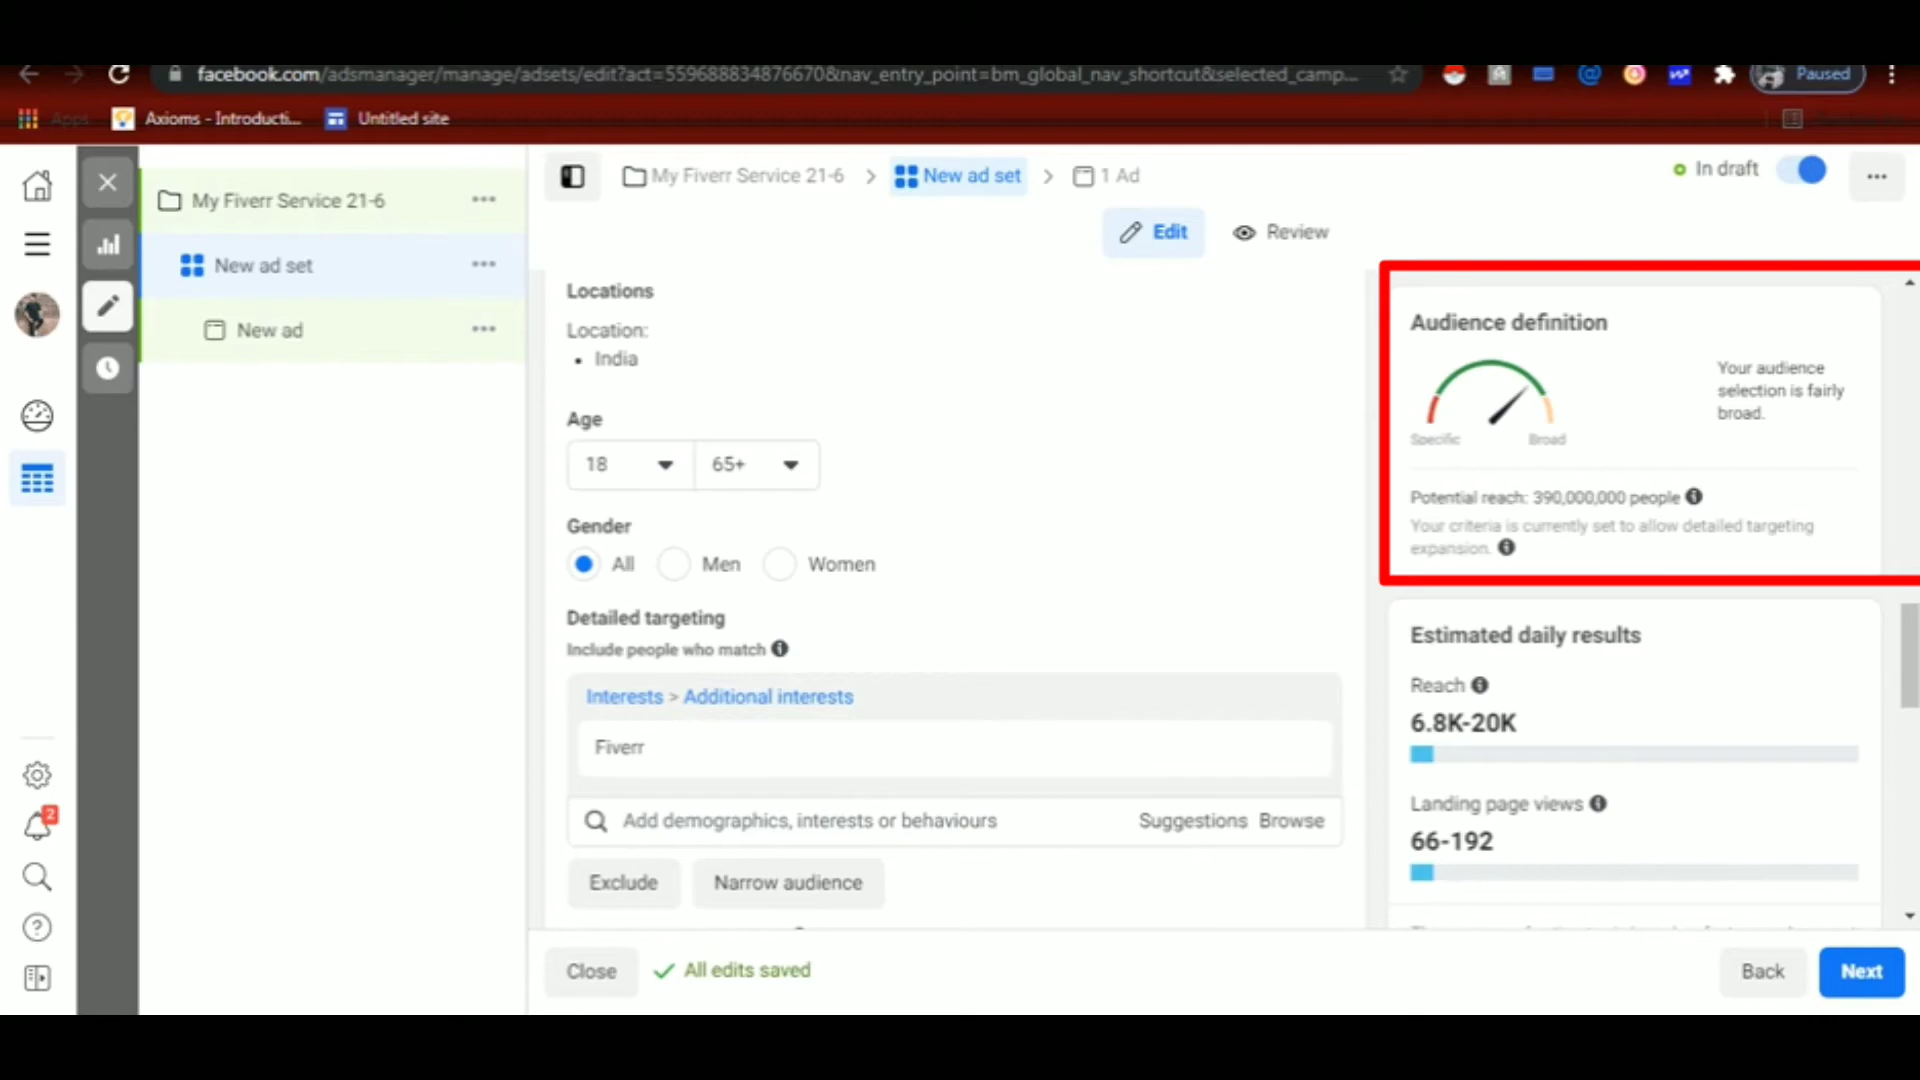 facebook.com/adsmanager/manage/adsets/edit?act=559688834876670&nav_entry_point=bm_global_nav_shortcut&selected_camp...
Paused
Apps
Axioms - Introducti...
Untitled site
My Fiverr Service 21-6
New ad set
New ad
2
My Fiverr Service 21-6 > New ad set > 1 Ad
In draft
Edit
Review
Locations
Location:
• India
Age
18
65+
Gender
All
Men
Women
Detailed targeting
Include people who match
Interests > Additional interests
Fiverr
Add demographics, interests or behaviours
Suggestions
Browse
Exclude
Narrow audience
Close
All edits saved
Audience definition
Your audience
selection is fairly
broad.
Specific
Broad
Potential reach: 390,000,000 people
Your criteria is currently set to allow detailed targeting
expansion.
Estimated daily results
Reach
6.8K-20K
Landing page views
66-192
Back
Next